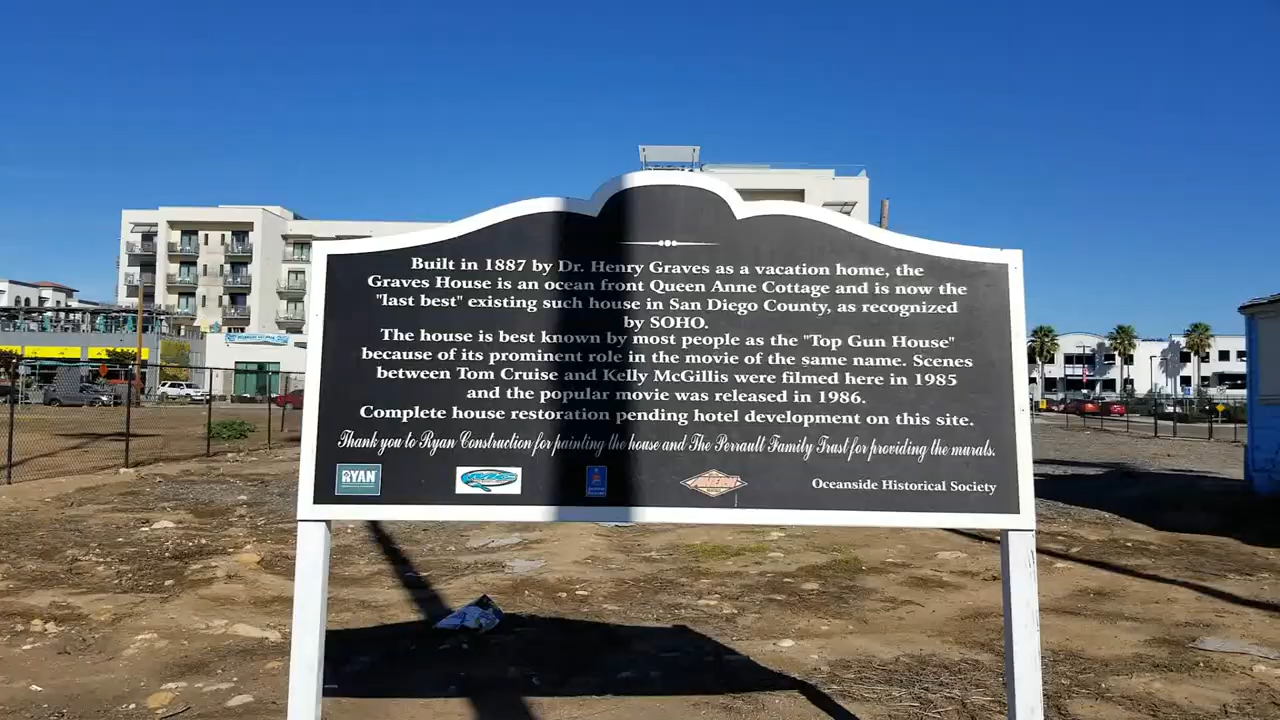 Built in 1887 by Dr. Henry Graves as a vacation home, the
Graves House is an ocean front Queen Anne Cottage and is now the
"last best" existing such house in San Diego County, as recognized
by SOHO.
The house is best known by most people as the "Top Gun House"
because of its prominent role in the movie of the same name. Scenes
between Tom Cruise and Kelly McGillis were filmed here in 1985
and the popular movie was released in 1986.
Complete house restoration pending hotel development on this site.
Thank you to Ryan Construction for painting the house and The Perrault Family Trust for providing the murals.
RYAN
Oceanside Historical Society